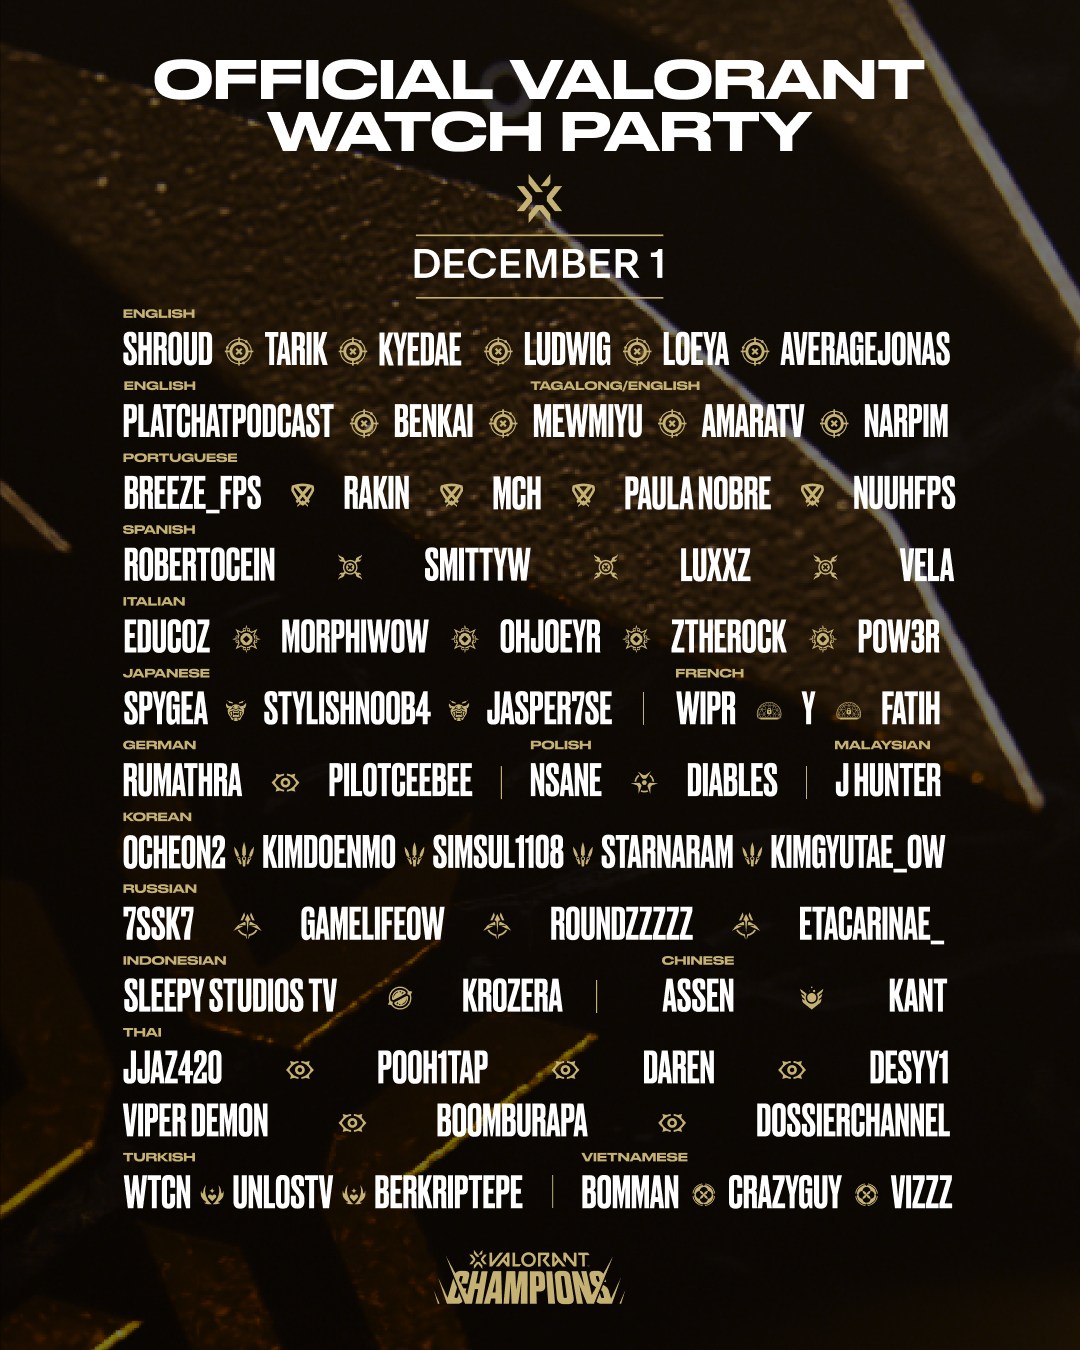 OFFICIAL VALORANT
WATCH PARTY
DECEMBER 1
ENGLISH
SHROUD TARIK KYEDAE LUDWIG LOEYA AVERAGEJONAS
ENGLISH TAGALONG/ENGLISH
PLATCHATPODCAST BENKAI MEWMIYU AMARATV NARPIM
PORTUGUESE
BREEZE_FPS RAKIN MCH PAULA NOBRE NUUHFPS
SPANISH
ROBERTOCEIN SMITTYW LUXXZ VELA
ITALIAN
EDUCOZ MORPHIWOW OHJOEYR ZTHEROCK POW3R
JAPANESE FRENCH
SPYGEA STYLISHNOOB4 JASPER7SE | WIPR Y FATIH
GERMAN POLISH MALAYSIAN
RUMATHRA PILOTCEEBEE | NSANE DIABLES | J HUNTER
KOREAN
OCHEON2 KIMDOENMO SIMSUL1108 STARNARAM KIMGYUTAE_OW
RUSSIAN
7SSK7 GAMELIFEOW ROUNDZZZZZ ETACARINAE_
INDONESIAN CHINESE
SLEEPY STUDIOS TV KROZERA | ASSEN KANT
THAI
JJAZ420 POOH1TAP DAREN DESYY1
VIPER DEMON BOOMBURAPA DOSSIERCHANNEL
TURKISH VIETNAMESE
WTCN UNLOSTV BERKRIPTEPE | BOMMAN CRAZYGUY VIZZZ
VALORANT
CHAMPIONS